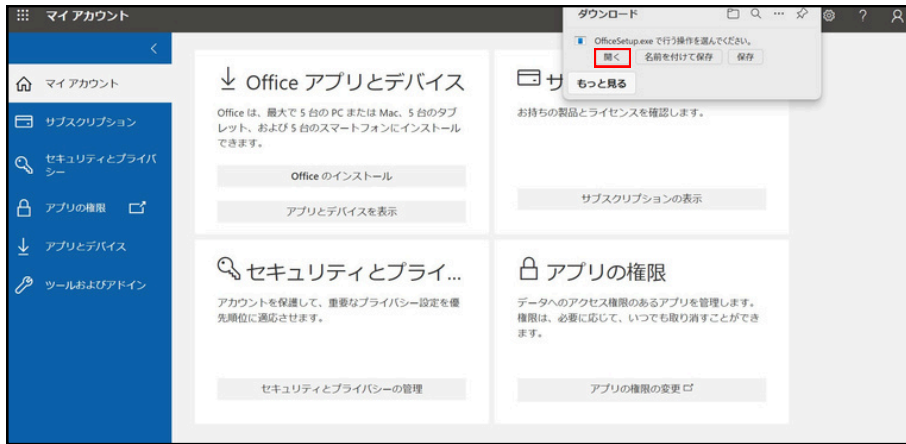 マイ アカウント
ダウンロード
OfficeSetup.exe で行う操作を選んでください。
開く
名前を付けて保存
保存
もっと見る
マイ アカウント
サブスクリプション
セキュリティとプライバ
シー
アプリの権限
アプリとデバイス
ツールおよびアドイン
Office アプリとデバイス
Office は、最大で 5 台の PC または Mac、5 台のタブ
レット、および 5 台のスマートフォンにインストール
できます。
Office のインストール
アプリとデバイスを表示
サ
お持ちの製品とライセンスを確認します。
サブスクリプションの表示
セキュリティとプライ...
アカウントを保護して、重要なプライバシー設定を優
先順位に適応させます。
セキュリティとプライバシーの管理
アプリの権限
データへのアクセス権限のあるアプリを管理します。
権限は、必要に応じて、いつでも取り消すことができ
ます。
アプリの権限の変更